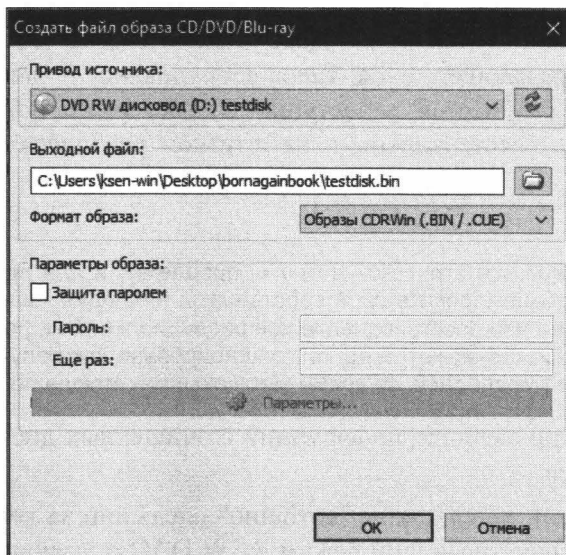 Создать файл образа CD/DVD/Blu-ray
Привод источника:
DVD RW дисковод (D:) testdisk
Выходной файл:
C:\Users\ksen-win\Desktop\bornagainbook\testdisk.bin
Формат образа:
Образы CDRWin (.BIN / .CUE)
Параметры образа:
Защита паролем
Пароль:
Еще раз:
Параметры...
OK
Отмена